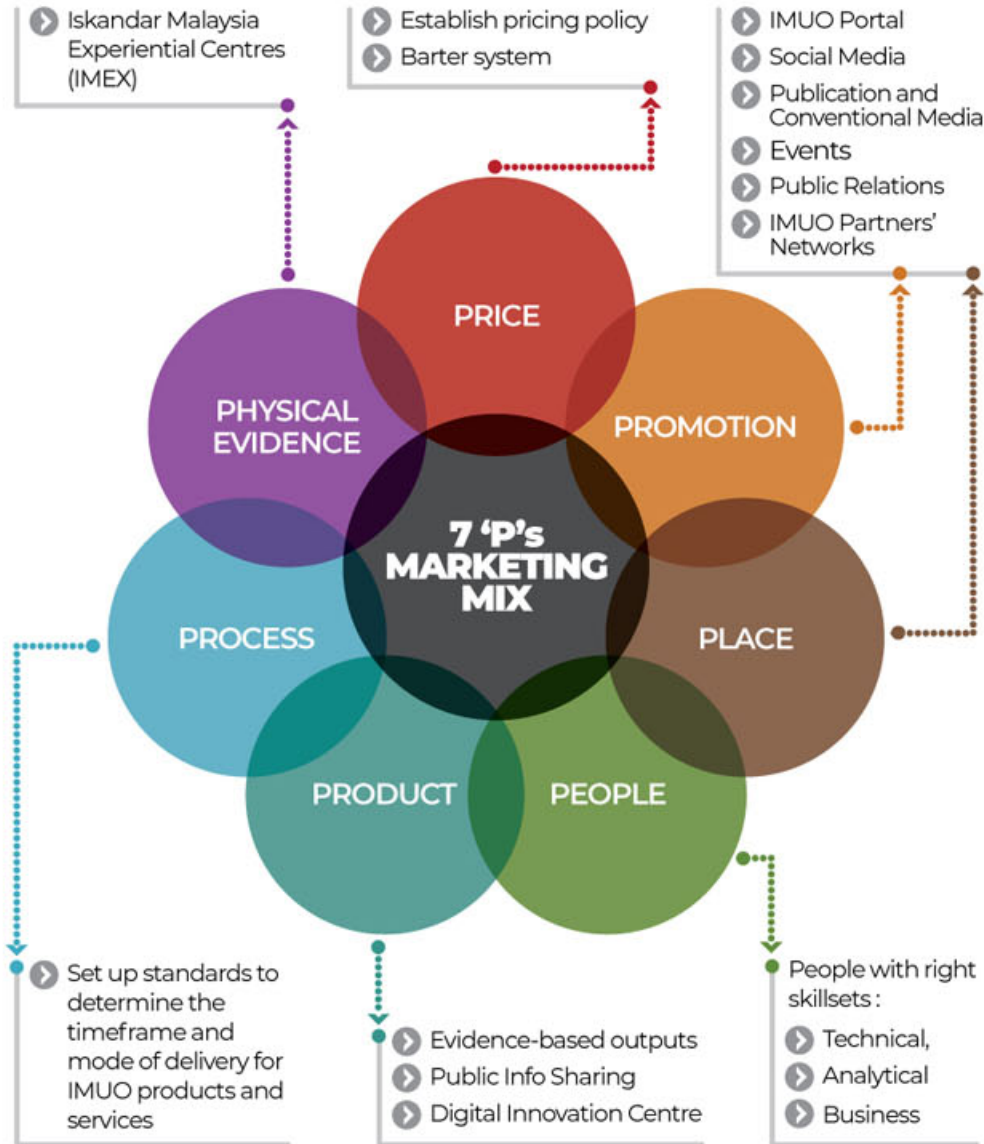 Iskandar Malaysia
Experiential Centres
(IMEX)
Establish pricing policy
Barter system
IMUO Portal
Social Media
Publication and
Conventional Media
Events
Public Relations
IMUO Partners’
Networks
PRICE
PHYSICAL
EVIDENCE
PROMOTION
7 ‘P’s
MARKETING
MIX
PROCESS
PLACE
PRODUCT
PEOPLE
Set up standards to
determine the
timeframe and
mode of delivery for
IMUO products and
services
Evidence-based outputs
Public Info Sharing
Digital Innovation Centre
People with right
skillsets :
Technical,
Analytical
Business